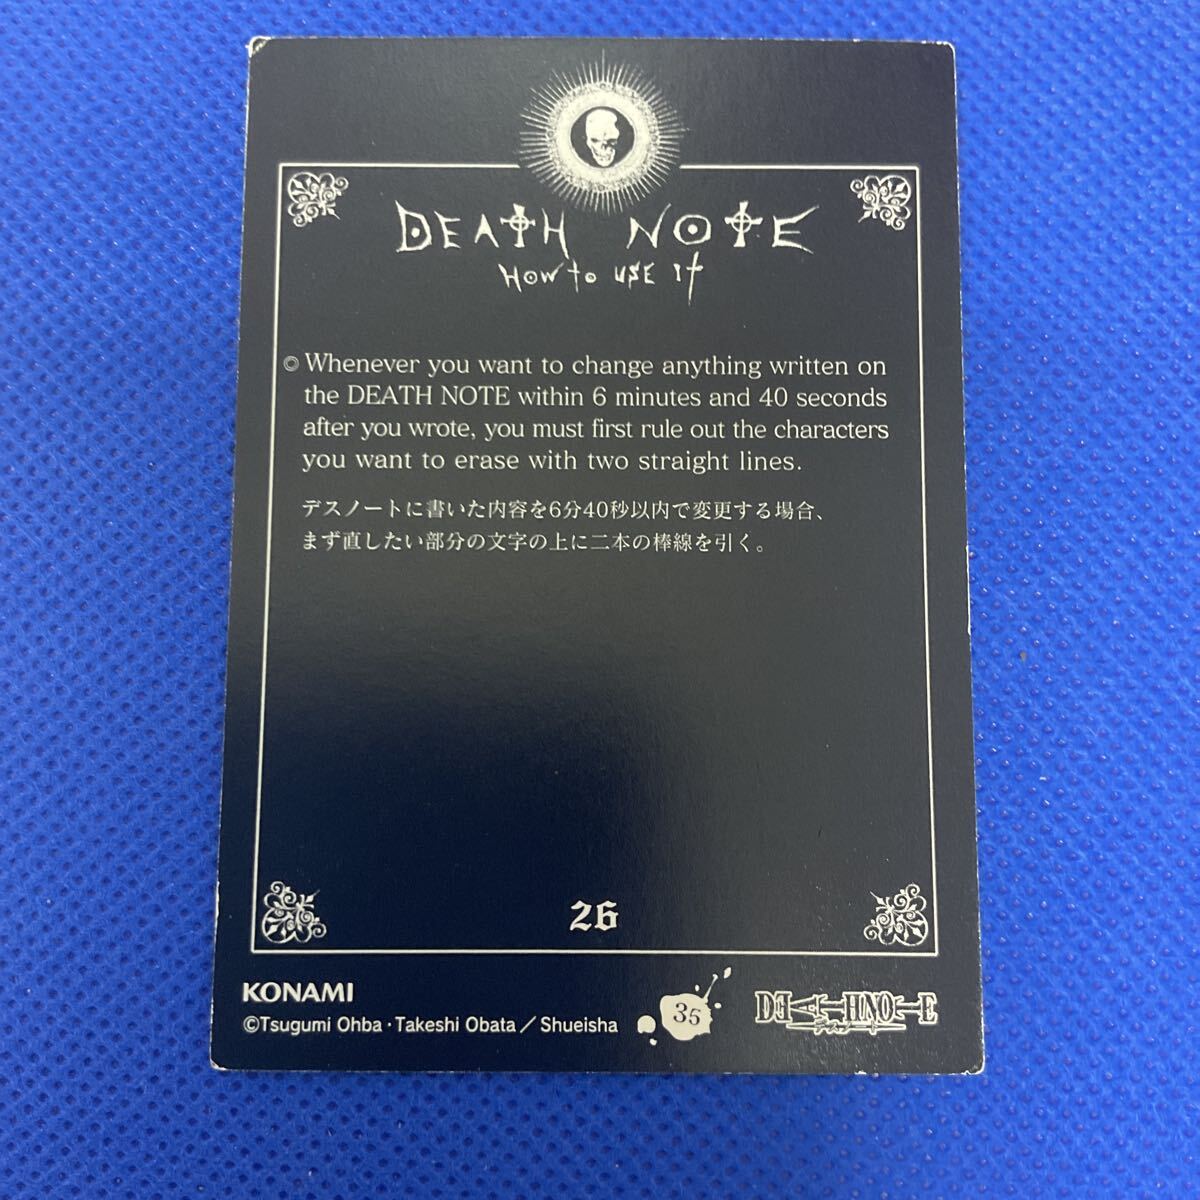 DEATH NOTE
HOW TO USE IT
◎ Whenever you want to change anything written on
the DEATH NOTE within 6 minutes and 40 seconds
after you wrote, you must first rule out the characters
you want to erase with two straight lines.
デスノートに書いた内容を6分40秒以内で変更する場合、
まず直したい部分の文字の上に二本の棒線を引く。
26
KONAMI
©Tsugumi Ohba・Takeshi Obata／Shueisha
35
DEATH NOTE
デスノート